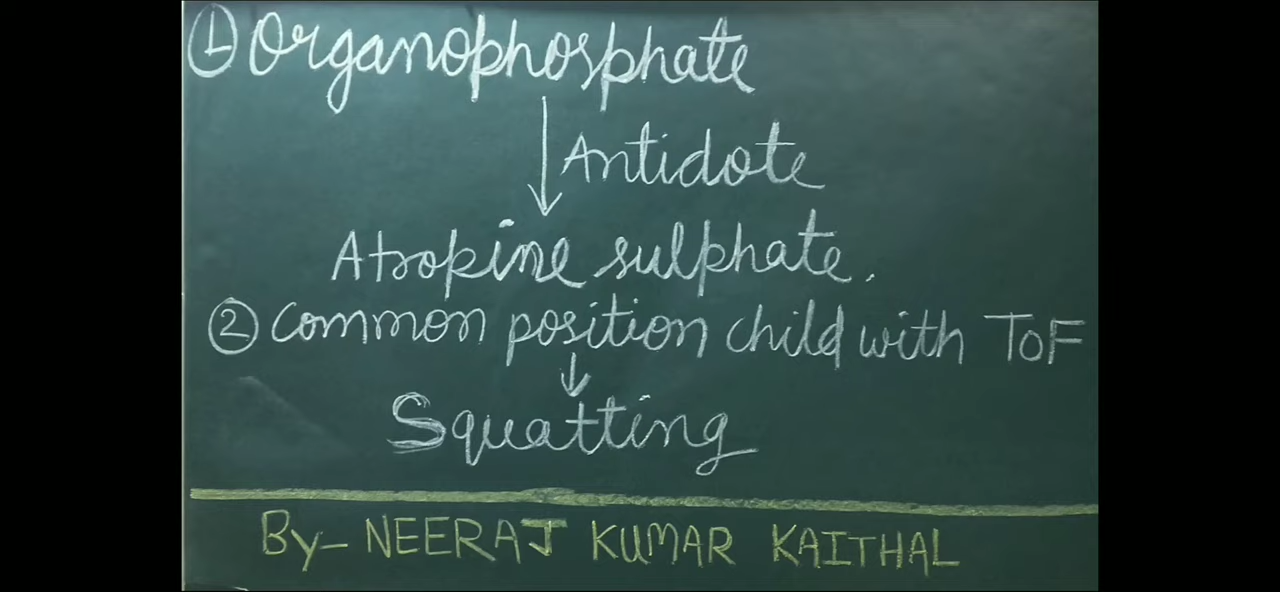 ① Organophosphate
↓ Antidote
Atropine sulphate.
② Common position child with ToF
↓
Squatting
By- NEERAJ KUMAR KAITHAL